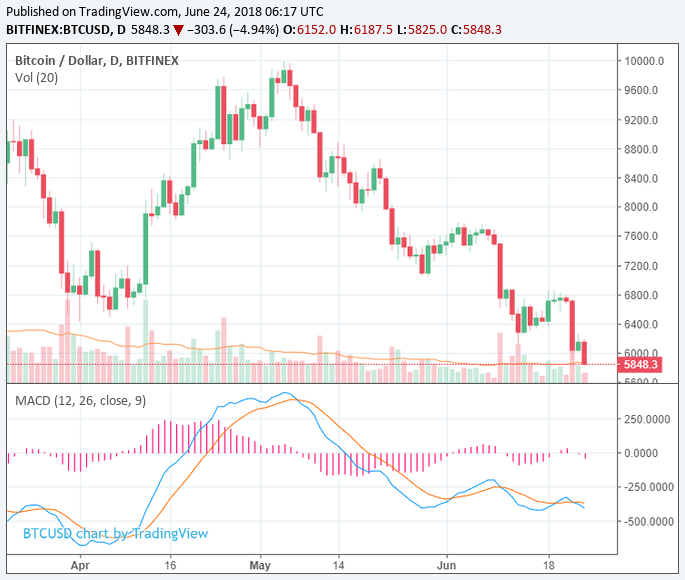 Published on TradingView.com, June 24, 2018 06:17 UTC
BITFINEX:BTCUSD, D 5848.3 ▼ −303.6 (−4.94%) O:6152.0 H:6187.5 L:5825.0 C:5848.3
Bitcoin / Dollar, D, BITFINEX
Vol (20)
10000.0
9600.0
9200.0
8800.0
8400.0
8000.0
7600.0
7200.0
6800.0
6400.0
6000.0
5848.3
5600.0
MACD (12, 26, close, 9)
250.0000
0.0000
−250.0000
−500.0000
BTCUSD chart by TradingView
Apr 16 May 14 Jun 18